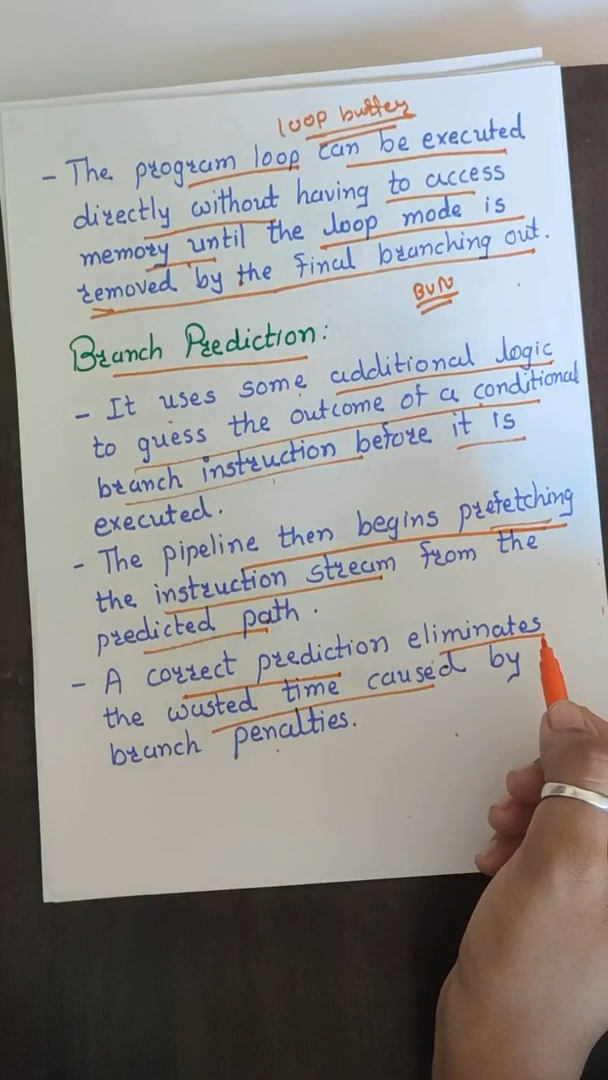 loop buffer
- The program loop can be executed
directly without having to access
memory until the loop mode is
removed by the final branching out.
BUN
Branch Prediction:
- It uses some additional logic
to guess the outcome of a conditional
branch instruction before it is
executed.
- The pipeline then begins prefetching
the instruction stream from the
predicted path.
- A correct prediction eliminates
the wasted time caused by
branch penalties.